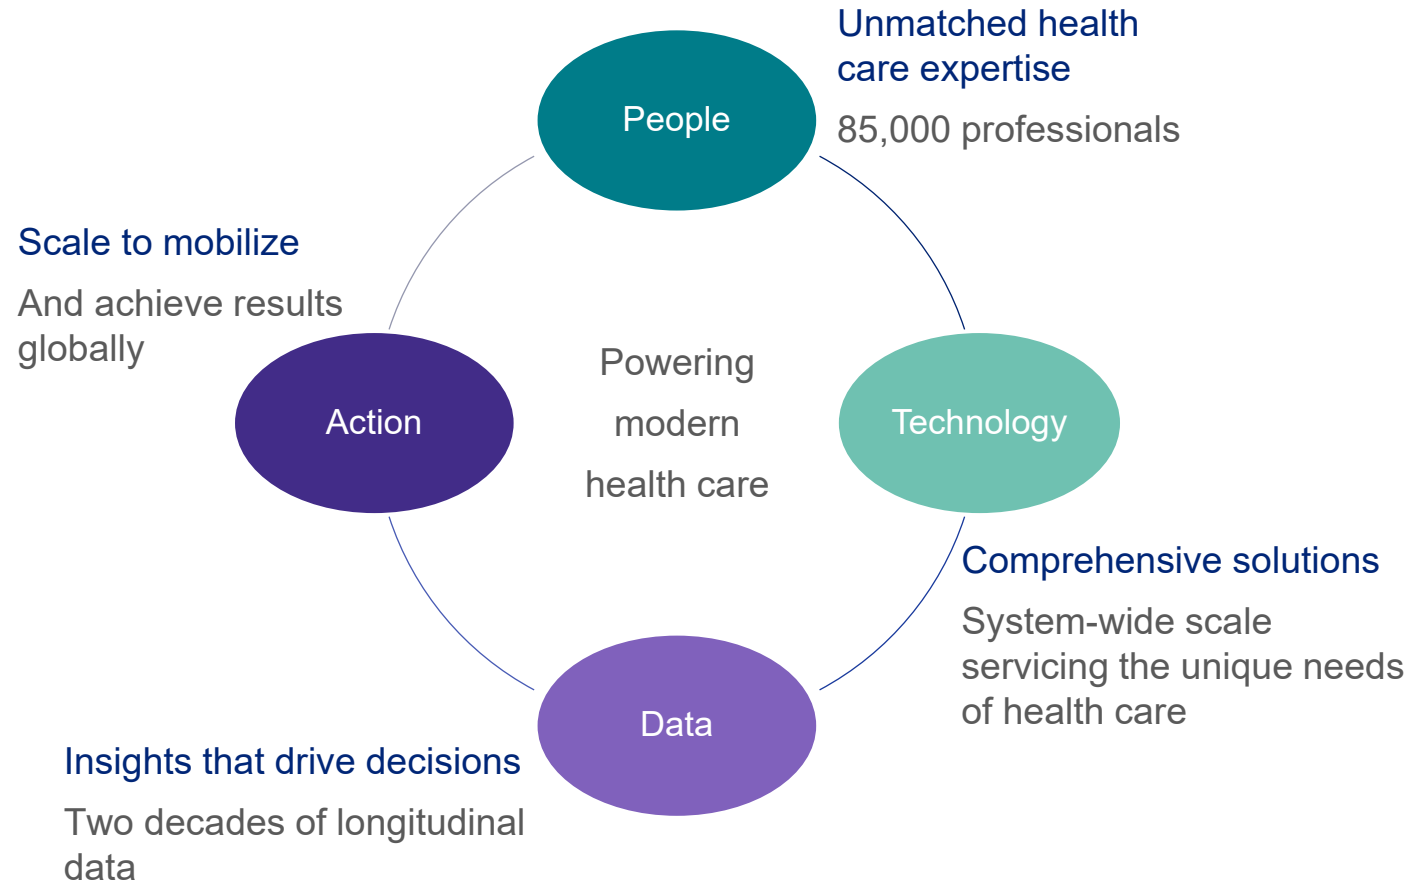 Unmatched health
care expertise
85,000 professionals
People
Scale to mobilize
And achieve results
globally
Action
Powering
modern
health care
Technology
Comprehensive solutions
System-wide scale
servicing the unique needs
of health care
Data
Insights that drive decisions
Two decades of longitudinal
data